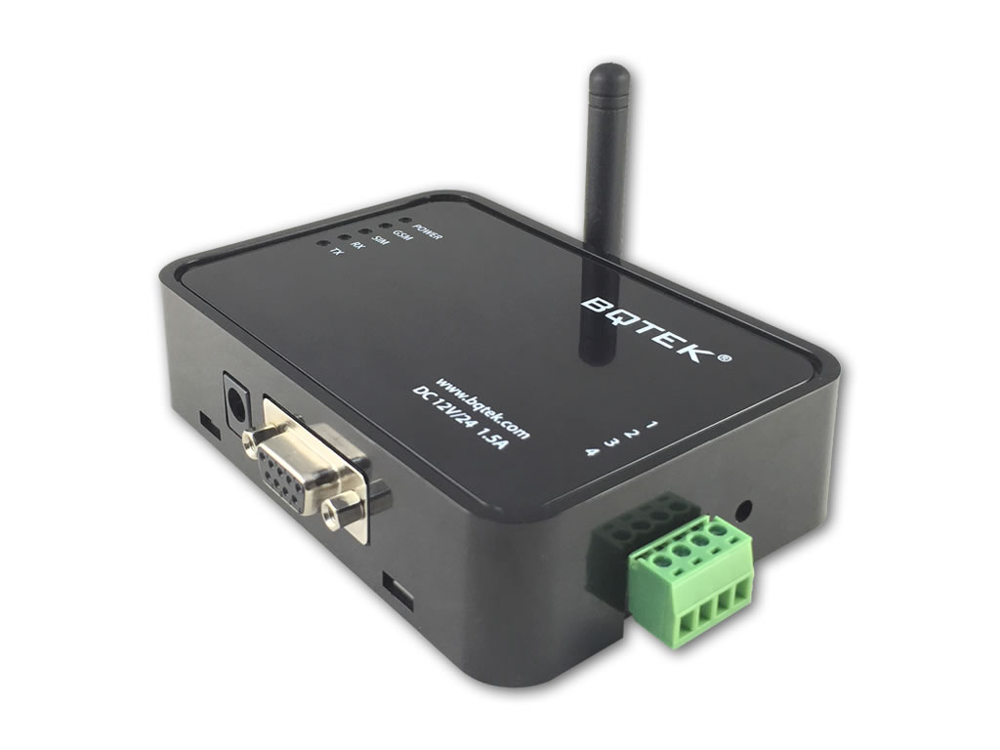 POWER
GSM
SIM
RX
TX
BQTEK®
www.bqtek.com
DC 12V/24 1.5A
1
2
3
4